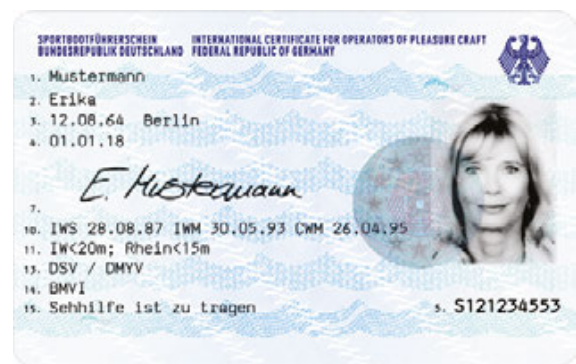 SPORTBOOTFÜHRERSCHEIN INTERNATIONAL CERTIFICATE FOR OPERATORS OF PLEASURE CRAFT
BUNDESREPUBLIK DEUTSCHLAND FEDERAL REPUBLIC OF GERMANY
1. Mustermann
2. Erika
3. 12.08.64 Berlin
4. 01.01.18
E. Mustermann
7.
10. IWS 28.08.87 IWM 30.05.93 CWM 26.04.95
11. IW<20m; Rhein<15m
13. DSV / DMYV
14. BMVI
15. Sehhilfe ist zu tragen 5. S121234553